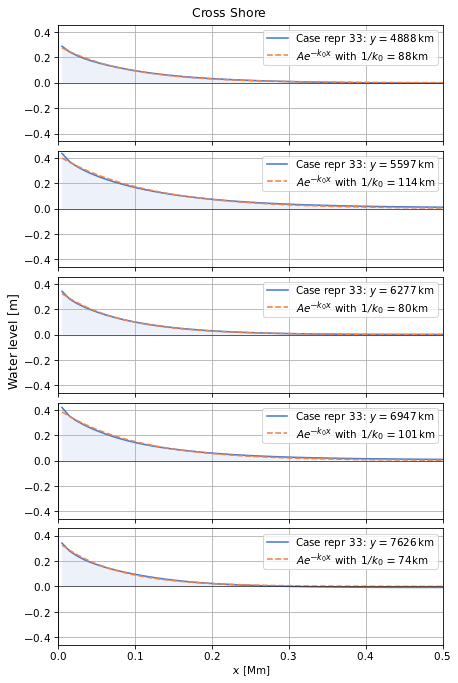 Cross Shore
0.4
0.2
0.0
−0.2
−0.4
Case repr 33: y = 4888 km
Ae^{−k₀x} with 1/k₀ = 88 km
0.4
0.2
0.0
−0.2
−0.4
Case repr 33: y = 5597 km
Ae^{−k₀x} with 1/k₀ = 114 km
Water level [m]
0.4
0.2
0.0
−0.2
−0.4
Case repr 33: y = 6277 km
Ae^{−k₀x} with 1/k₀ = 80 km
0.4
0.2
0.0
−0.2
−0.4
Case repr 33: y = 6947 km
Ae^{−k₀x} with 1/k₀ = 101 km
0.4
0.2
0.0
−0.2
−0.4
Case repr 33: y = 7626 km
Ae^{−k₀x} with 1/k₀ = 74 km
0.0 0.1 0.2 0.3 0.4 0.5
x [Mm]